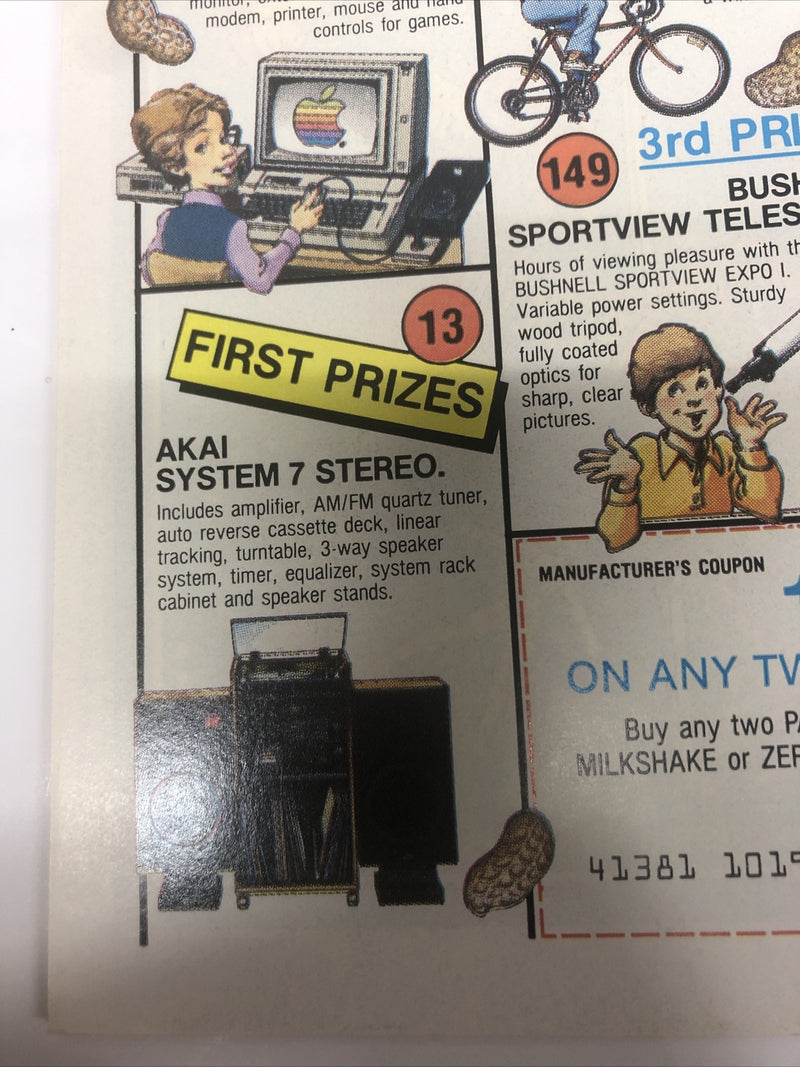 modem, printer, mouse and hand
controls for games.
13
FIRST PRIZES
AKAI
SYSTEM 7 STEREO.
Includes amplifier, AM/FM quartz tuner,
auto reverse cassette deck, linear
tracking, turntable, 3-way speaker
system, timer, equalizer, system rack
cabinet and speaker stands.
149
3rd PRI
BUSH
SPORTVIEW TELES
Hours of viewing pleasure with th
BUSHNELL SPORTVIEW EXPO I.
Variable power settings. Sturdy
wood tripod,
fully coated
optics for
sharp, clear
pictures.
MANUFACTURER'S COUPON
ON ANY TW
Buy any two PA
MILKSHAKE or ZER
41381 1019